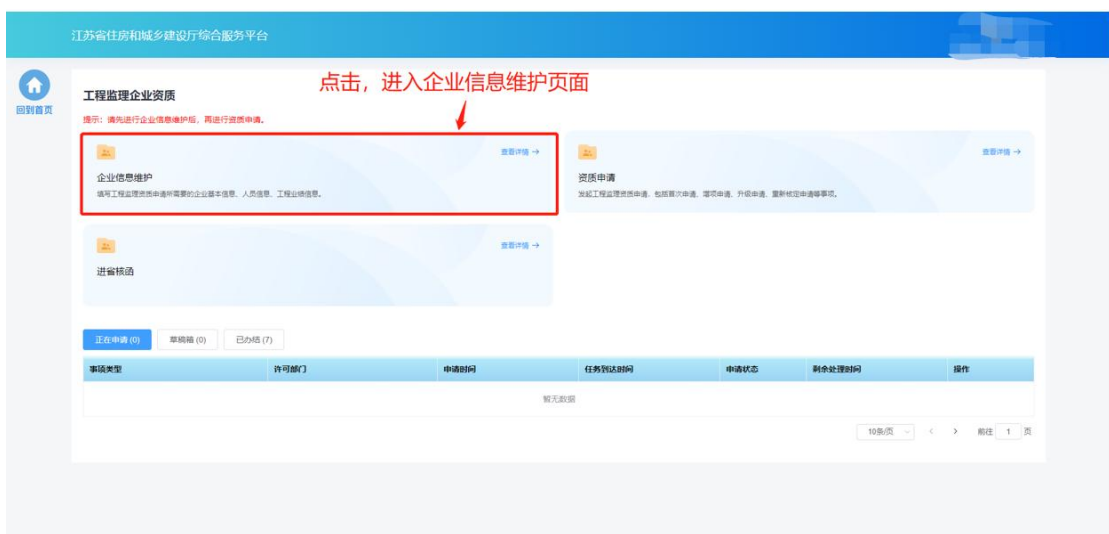 江苏省住房和城乡建设厅综合服务平台
点击，进入企业信息维护页面
回到首页
工程监理企业资质
提示：请先进行企业信息维护后，再进行资质申请。
查看详情 →
企业信息维护
填写工程监理资质申请所需要的企业基本信息、人员信息、工程业绩信息。
查看详情 →
资质申请
发起工程监理资质申请，包括首次申请、增项申请、升级申请、重新核定申请等事项。
查看详情 →
进省核函
正在申请 (0) 草稿箱 (0) 已办结 (7)
事项类型 许可部门 申请时间 任务到达时间 申请状态 剩余处理时间 操作
暂无数据
10条/页 < > 前往 1 页